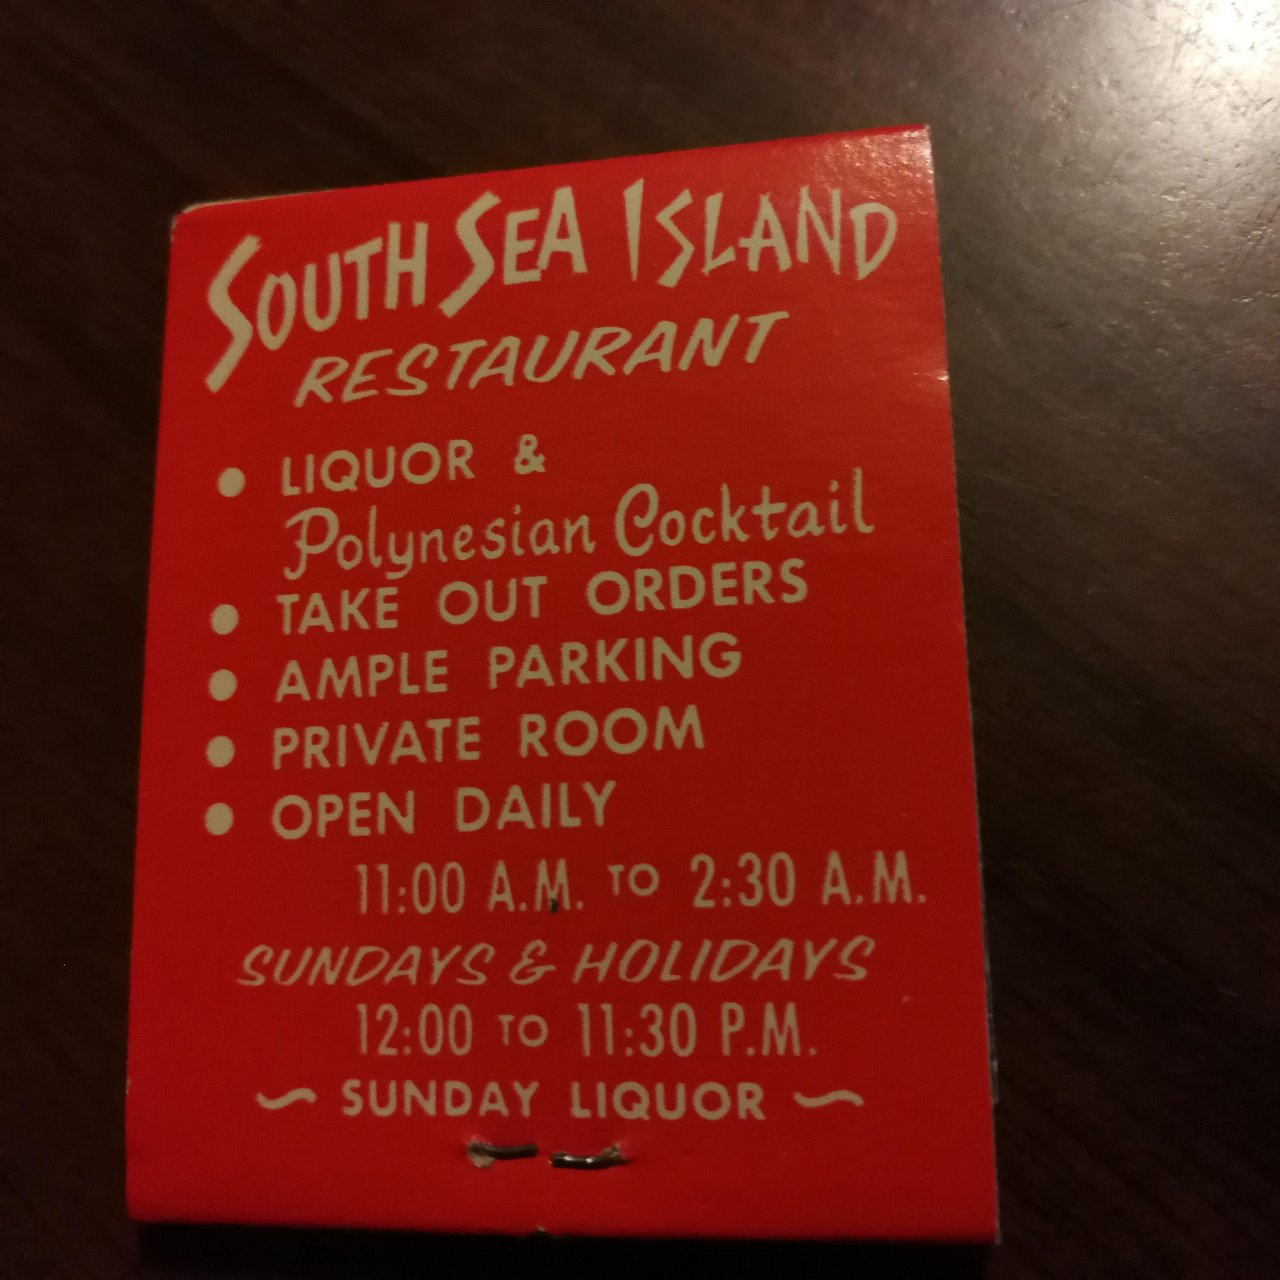 SOUTH SEA ISLAND
RESTAURANT
• LIQUOR &
Polynesian Cocktail
• TAKE OUT ORDERS
• AMPLE PARKING
• PRIVATE ROOM
• OPEN DAILY
11:00 A.M. TO 2:30 A.M.
SUNDAYS & HOLIDAYS
12:00 TO 11:30 P.M.
~ SUNDAY LIQUOR ~